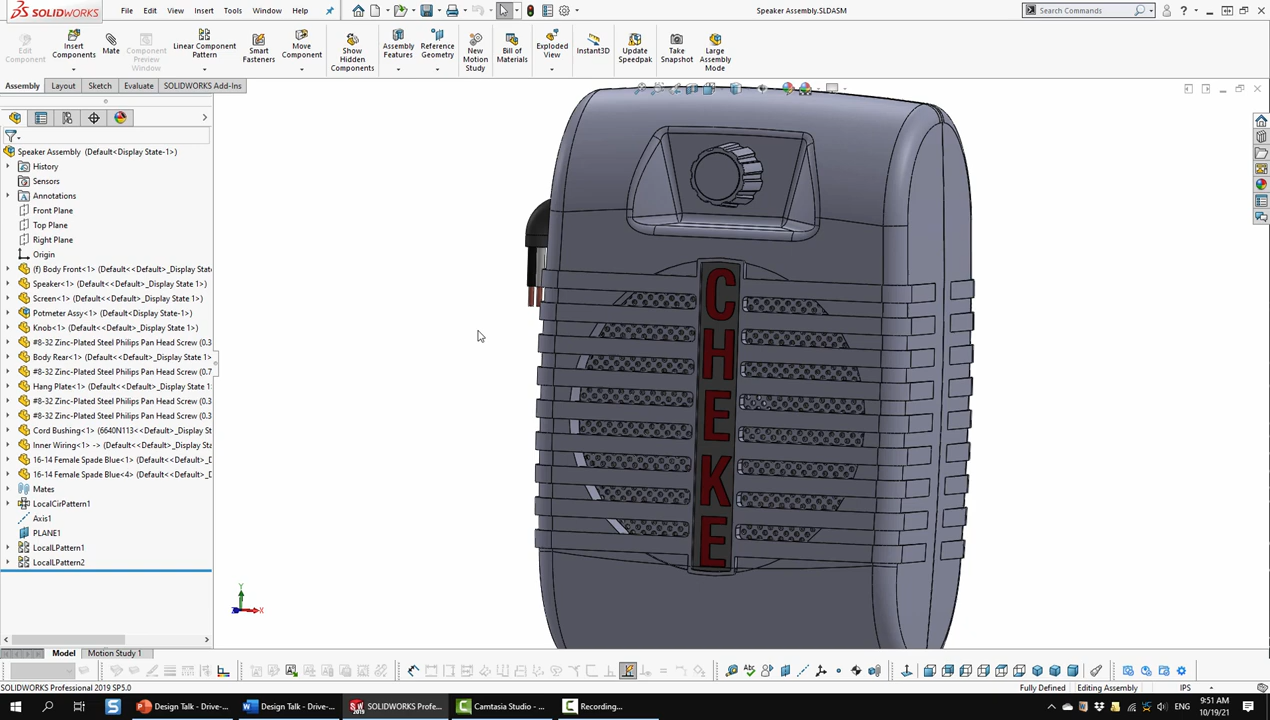 SOLIDWORKS
File Edit View Insert Tools Window Help
Speaker Assembly.SLDASM
Search Commands
Edit Component
Insert Components
Mate
Component Preview Window
Linear Component Pattern
Smart Fasteners
Move Component
Show Hidden Components
Assembly Features
Reference Geometry
New Motion Study
Bill of Materials
Exploded View
Instant3D
Update Speedpak
Take Snapshot
Large Assembly Mode
Assembly Layout Sketch Evaluate SOLIDWORKS Add-Ins
Speaker Assembly (Default<Display State-1>)
History
Sensors
Annotations
Front Plane
Top Plane
Right Plane
Origin
(f) Body Front<1> (Default<<Default>_Display Stat
Speaker<1> (Default<<Default>_Display State 1>)
Screen<1> (Default<<Default>_Display State 1>)
Potmeter Assy<1> (Default<Display State-1>)
Knob<1> (Default<<Default>_Display State 1>)
#8-32 Zinc-Plated Steel Philips Pan Head Screw (0.3
Body Rear<1> (Default<<Default>_Display State 1>
#8-32 Zinc-Plated Steel Philips Pan Head Screw (0.7
Hang Plate<1> (Default<<Default>_Display State 1
#8-32 Zinc-Plated Steel Philips Pan Head Screw (0.3
#8-32 Zinc-Plated Steel Philips Pan Head Screw (0.3
Cord Bushing<1> (6640N113<<Default>_Display Sta
Inner Wiring<1> -> (Default<<Default>_Display Stat
16-14 Female Spade Blue<1> (Default<<Default>_D
16-14 Female Spade Blue<4> (Default<<Default>_D
Mates
LocalCirPattern1
Axis1
PLANE1
LocalLPattern1
LocalLPattern2
CHEKE
Y
X
Z
Model Motion Study 1
SOLIDWORKS Professional 2019 SP5.0
Fully Defined Editing Assembly IPS
Design Talk - Drive-...
Design Talk - Drive-...
SOLIDWORKS Profe...
Camtasia Studio - ...
Recording...
9:51 AM
10/19/21